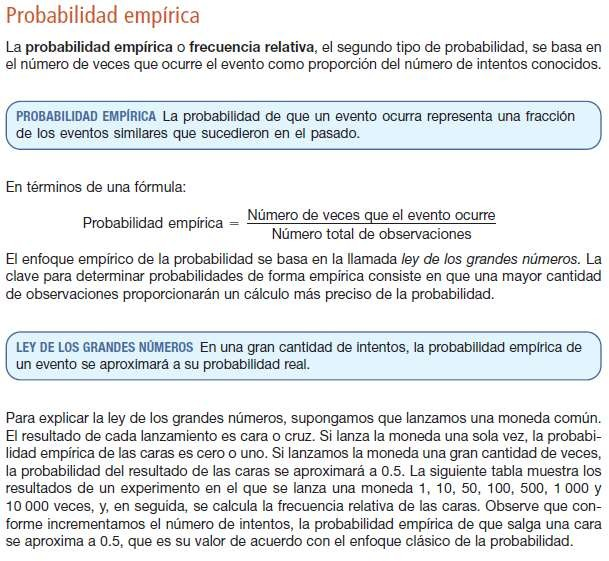 Probabilidad empírica
La probabilidad empírica o frecuencia relativa, el segundo tipo de probabilidad, se basa en
el número de veces que ocurre el evento como proporción del número de intentos conocidos.
PROBABILIDAD EMPÍRICA La probabilidad de que un evento ocurra representa una fracción
de los eventos similares que sucedieron en el pasado.
En términos de una fórmula:
Probabilidad empírica = Número de veces que el evento ocurre
Número total de observaciones
El enfoque empírico de la probabilidad se basa en la llamada ley de los grandes números. La
clave para determinar probabilidades de forma empírica consiste en que una mayor cantidad
de observaciones proporcionarán un cálculo más preciso de la probabilidad.
LEY DE LOS GRANDES NÚMEROS En una gran cantidad de intentos, la probabilidad empírica de
un evento se aproximará a su probabilidad real.
Para explicar la ley de los grandes números, supongamos que lanzamos una moneda común.
El resultado de cada lanzamiento es cara o cruz. Si lanza la moneda una sola vez, la probabi-
lidad empírica de las caras es cero o uno. Si lanzamos la moneda una gran cantidad de veces,
la probabilidad del resultado de las caras se aproximará a 0.5. La siguiente tabla muestra los
resultados de un experimento en el que se lanza una moneda 1, 10, 50, 100, 500, 1 000 y
10 000 veces, y, en seguida, se calcula la frecuencia relativa de las caras. Observe que con-
forme incrementamos el número de intentos, la probabilidad empírica de que salga una cara
se aproxima a 0.5, que es su valor de acuerdo con el enfoque clásico de la probabilidad.